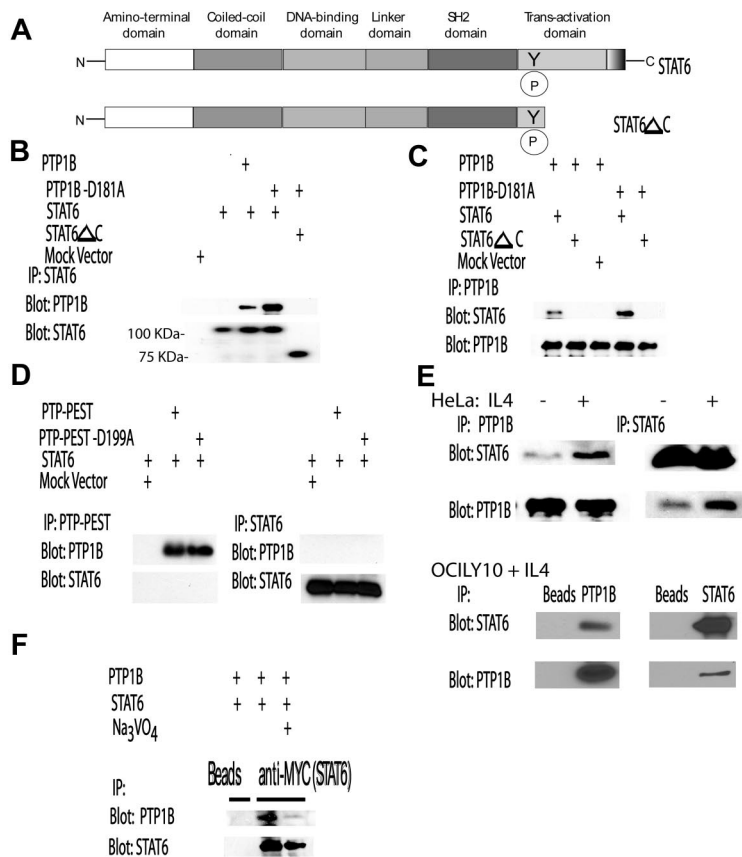 A
Amino-terminal domain
Coiled-coil domain
DNA-binding domain
Linker domain
SH2 domain
Trans-activation domain
N
Y
C STAT6
P
N
Y
STAT6ΔC
P
B
PTP1B +
PTP1B-D181A + +
STAT6 + + +
STAT6ΔC +
Mock Vector +
IP: STAT6
Blot: PTP1B
Blot: STAT6
100 KDa-
75 KDa-
C
PTP1B + + +
PTP1B-D181A + +
STAT6 + +
STAT6ΔC + +
Mock Vector +
IP: PTP1B
Blot: STAT6
Blot: PTP1B
D
PTP-PEST + +
PTP-PEST-D199A + +
STAT6 + + + + + +
Mock Vector + +
IP: PTP-PEST IP: STAT6
Blot: PTP1B Blot: PTP1B
Blot: STAT6 Blot: STAT6
E
HeLa: IL4 - + - +
IP: PTP1B IP: STAT6
Blot: STAT6
Blot: PTP1B
OCILY10 + IL4
IP: Beads PTP1B Beads STAT6
Blot: STAT6
Blot: PTP1B
F
PTP1B + + +
STAT6 + + +
Na₃VO₄ +
Beads anti-MYC (STAT6)
IP:
Blot: PTP1B
Blot: STAT6